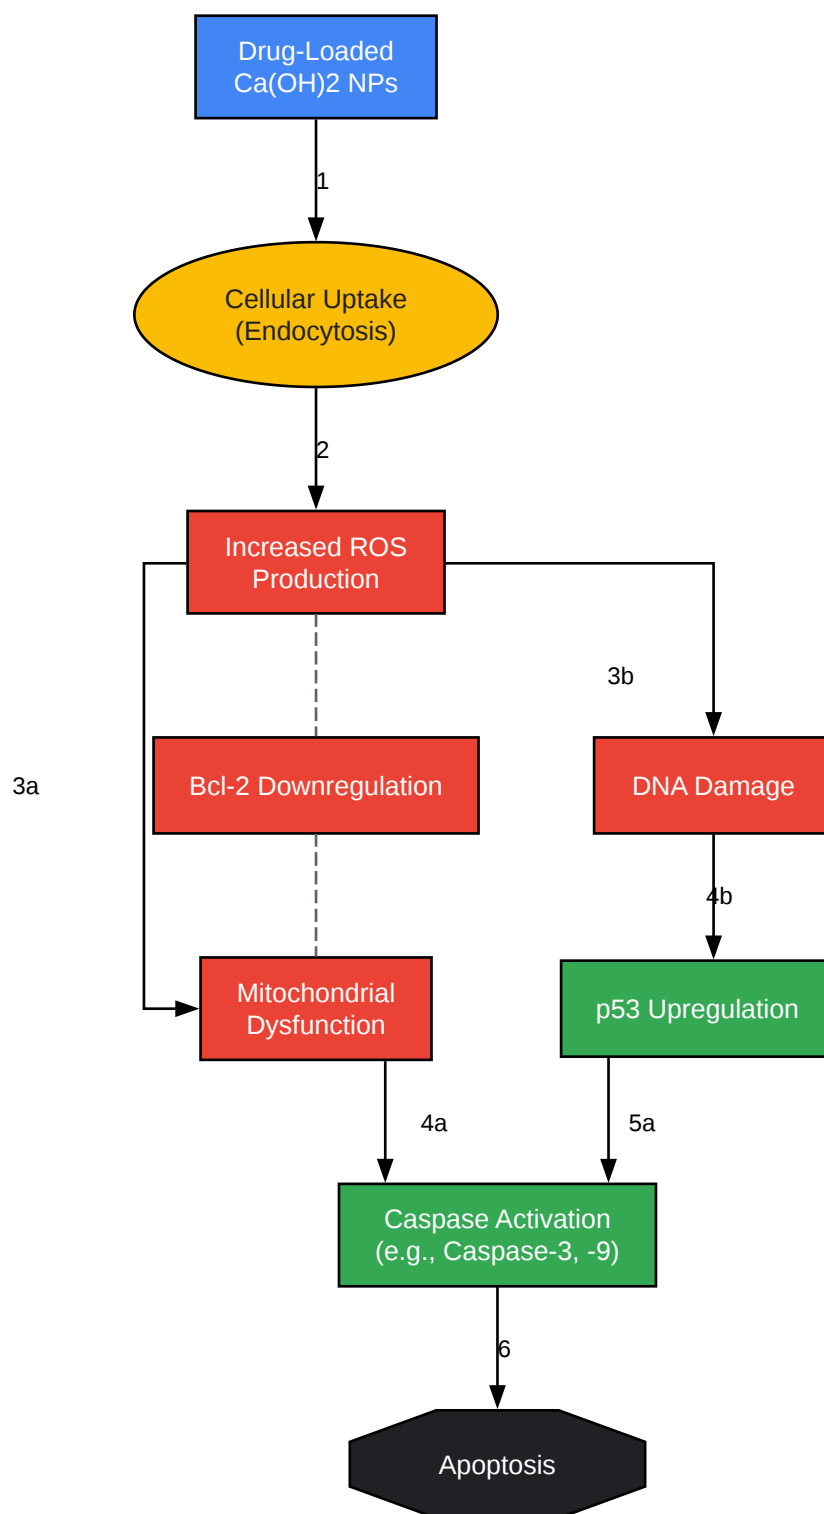 Drug-Loaded
Ca(OH)2 NPs
1
Cellular Uptake
(Endocytosis)
2
Increased ROS
Production
3b
3a
Bcl-2 Downregulation
DNA Damage
4b
Mitochondrial
Dysfunction
p53 Upregulation
4a
5a
Caspase Activation
(e.g., Caspase-3, -9)
6
Apoptosis